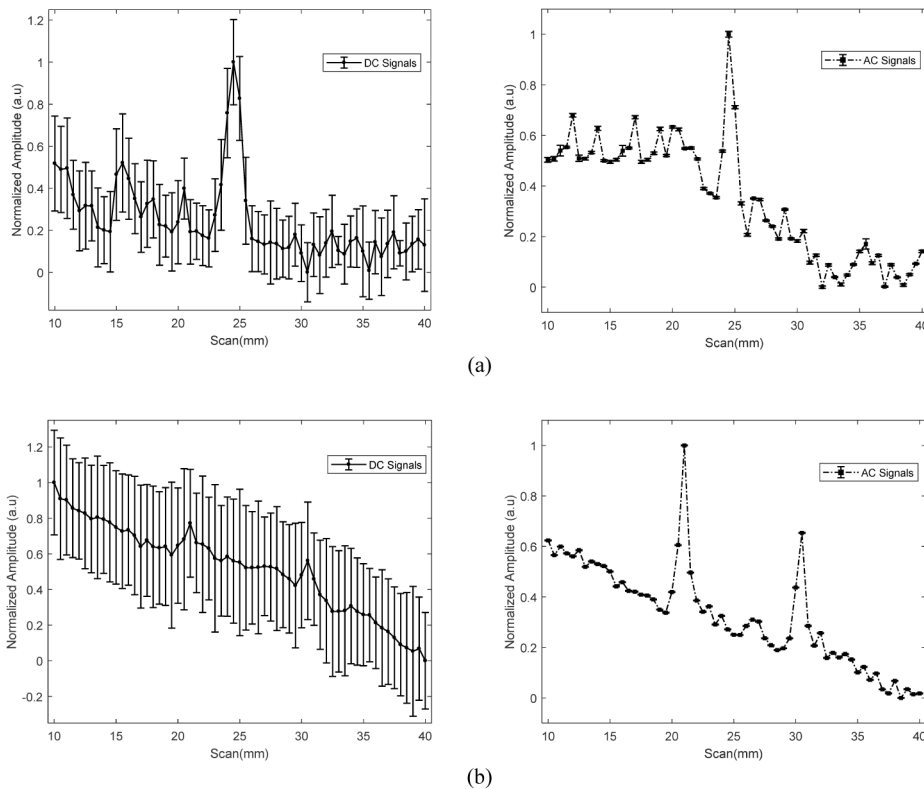 1.2
1
0.8
0.6
0.4
0.2
0
Normalized Amplitude (a.u)
DC Signals
10 15 20 25 30 35 40
Scan(mm)
1
0.8
0.6
0.4
0.2
0
Normalized Amplitude (a.u)
AC Signals
10 15 20 25 30 35 40
Scan(mm)
(a)
1.2
1
0.8
0.6
0.4
0.2
0
-0.2
Normalized Amplitude (a.u)
DC Signals
10 15 20 25 30 35 40
Scan(mm)
1
0.8
0.6
0.4
0.2
0
Normalized Amplitude (a.u)
AC Signals
10 15 20 25 30 35 40
Scan(mm)
(b)